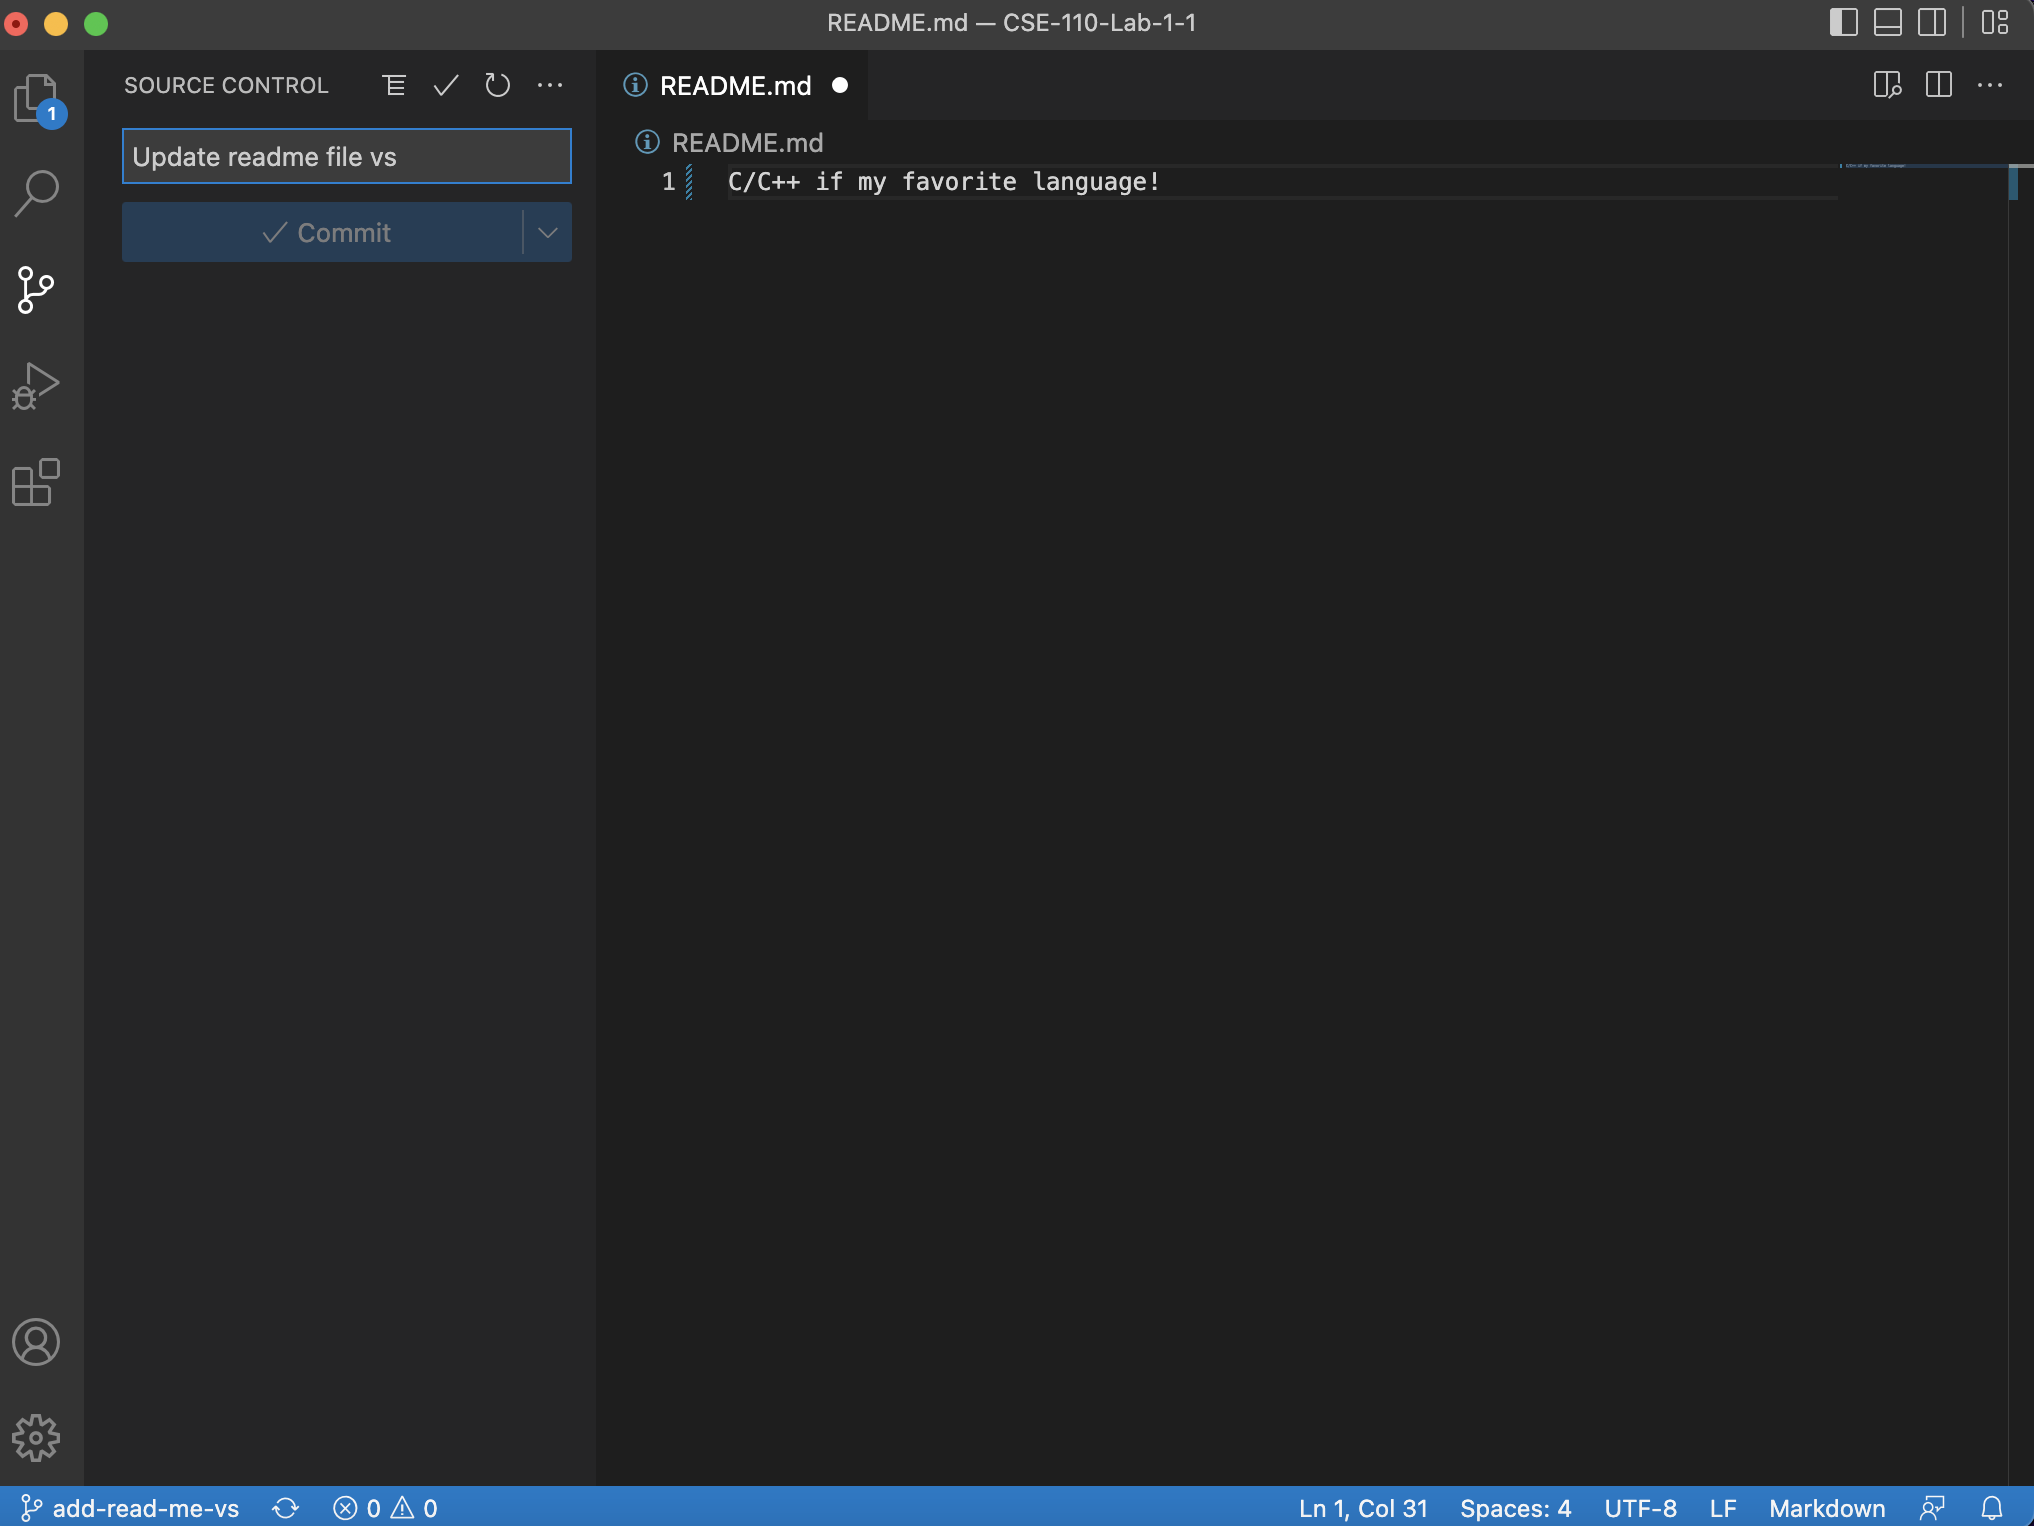 README.md — CSE-110-Lab-1-1
SOURCE CONTROL
README.md
1
Update readme file vs
README.md
1 C/C++ if my favorite language!
Commit
add-read-me-vs
0 0
Ln 1, Col 31
Spaces: 4
UTF-8
LF
Markdown